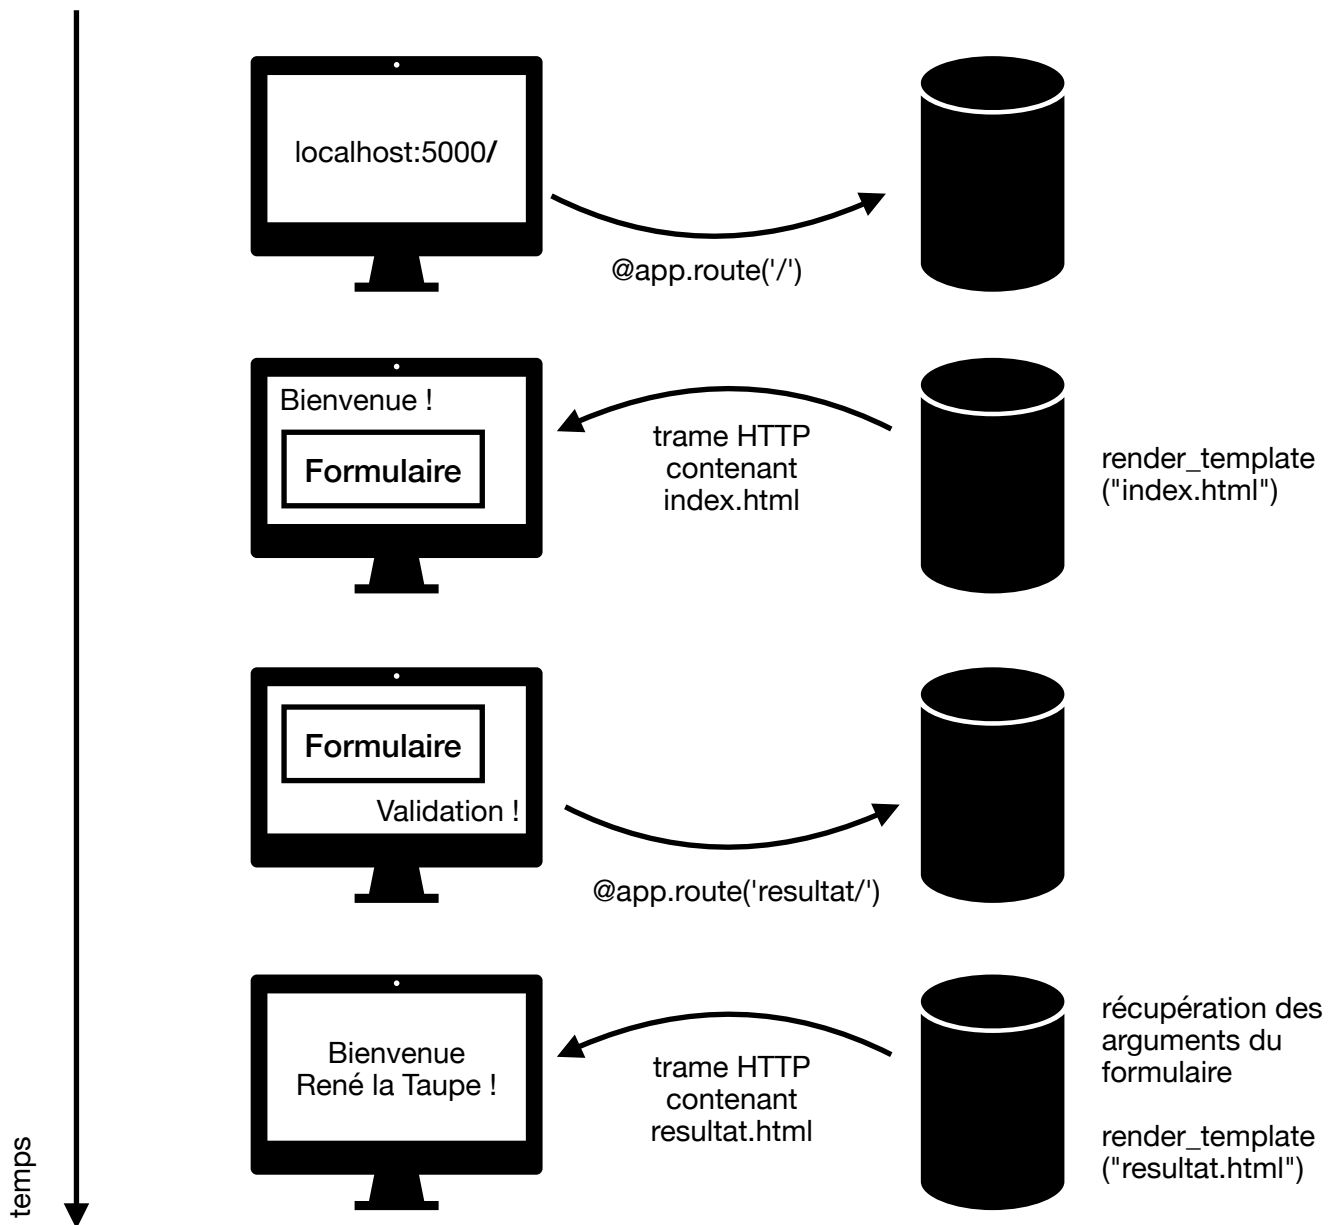 localhost:5000/
@app.route('/')
Bienvenue !
Formulaire
trame HTTP
contenant
index.html
render_template
("index.html")
Formulaire
Validation !
@app.route('resultat/')
Bienvenue
René la Taupe !
trame HTTP
contenant
resultat.html
récupération des
arguments du
formulaire
render_template
("resultat.html")
temps